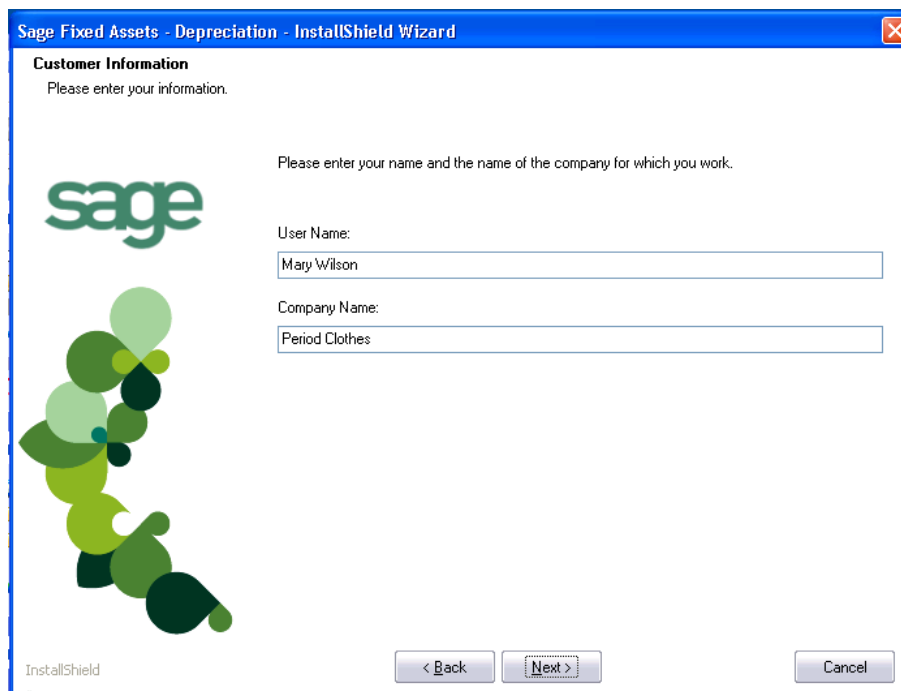 Sage Fixed Assets - Depreciation - InstallShield Wizard
Customer Information
Please enter your information.
Please enter your name and the name of the company for which you work.
sage
User Name:
Mary Wilson
Company Name:
Period Clothes
InstallShield
< Back
Next >
Cancel